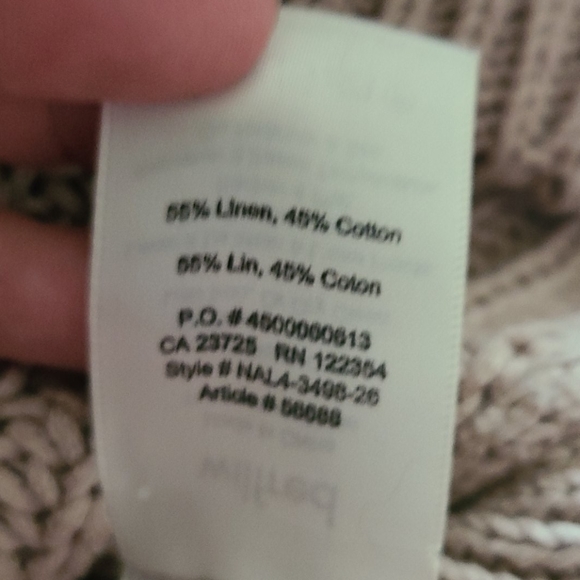 55% Linen, 45% Cotton
55% Lin, 45% Coton
P.O. # 4500060613
CA 23725 RN 122354
Style # NAL4-3498-26
Article # 56688
wilfred